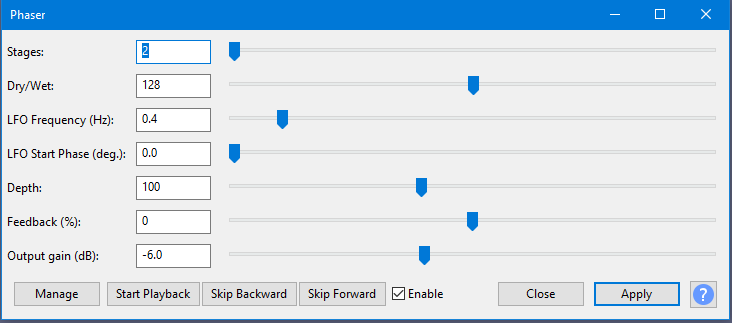 Phaser
Stages: 2
Dry/Wet: 128
LFO Frequency (Hz): 0.4
LFO Start Phase (deg.): 0.0
Depth: 100
Feedback (%): 0
Output gain (dB): -6.0
Manage Start Playback Skip Backward Skip Forward Enable Close Apply ?